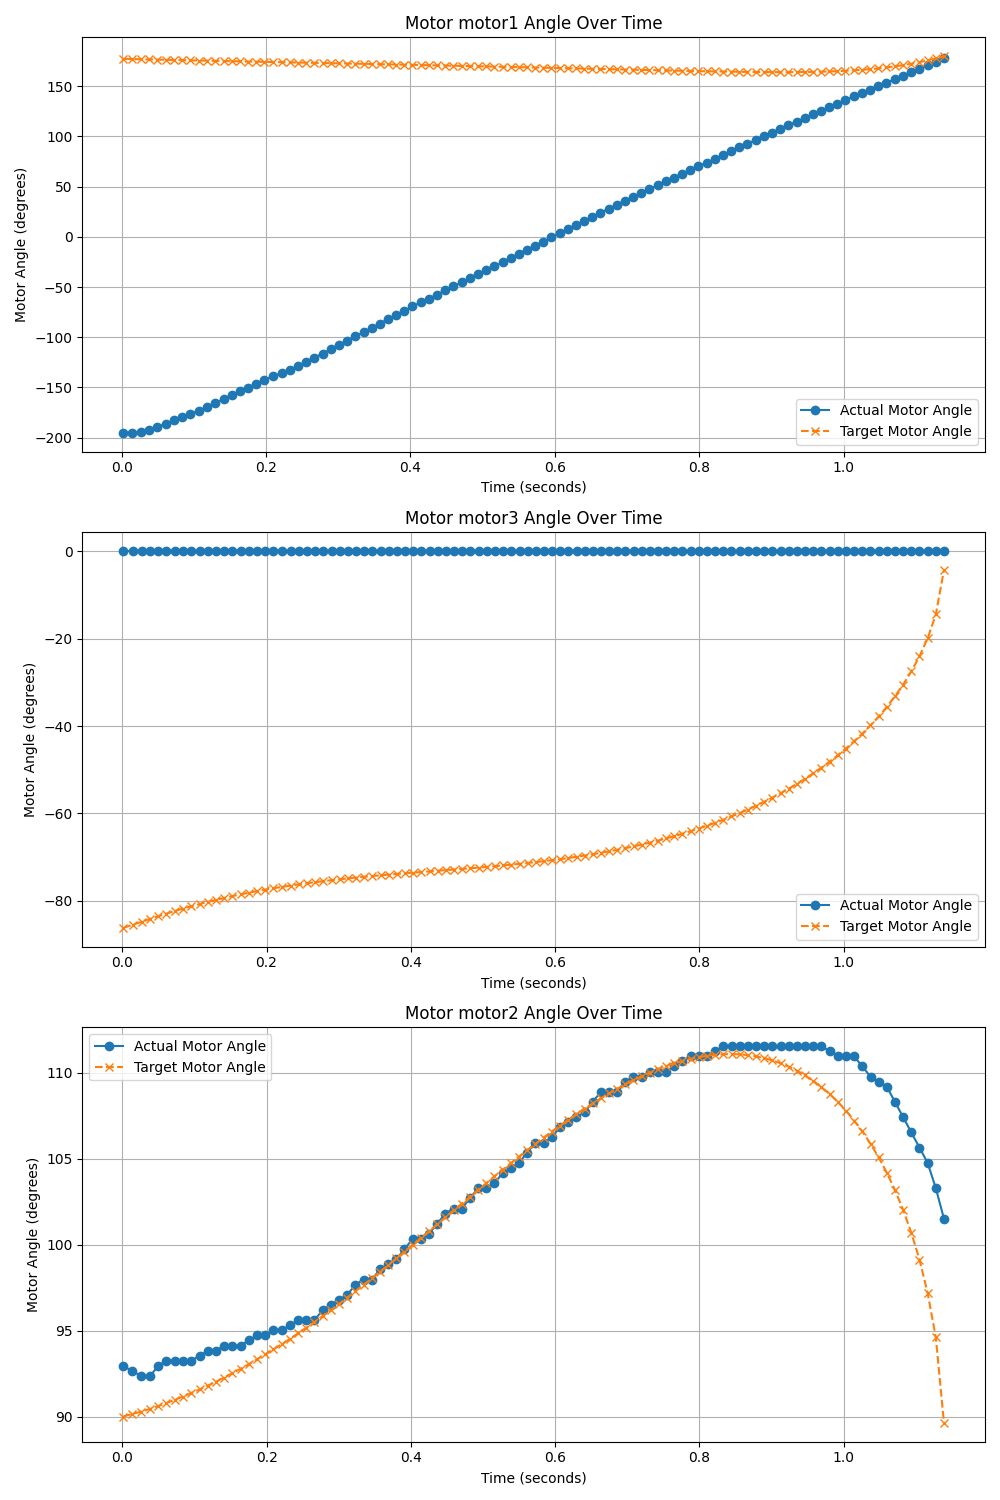 Motor motor1 Angle Over Time
Motor Angle (degrees)
150
100
50
0
−50
−100
−150
−200
0.0 0.2 0.4 0.6 0.8 1.0
Time (seconds)
Actual Motor Angle
Target Motor Angle
Motor motor3 Angle Over Time
Motor Angle (degrees)
0
−20
−40
−60
−80
0.0 0.2 0.4 0.6 0.8 1.0
Time (seconds)
Actual Motor Angle
Target Motor Angle
Motor motor2 Angle Over Time
Actual Motor Angle
Target Motor Angle
Motor Angle (degrees)
110
105
100
95
90
0.0 0.2 0.4 0.6 0.8 1.0
Time (seconds)